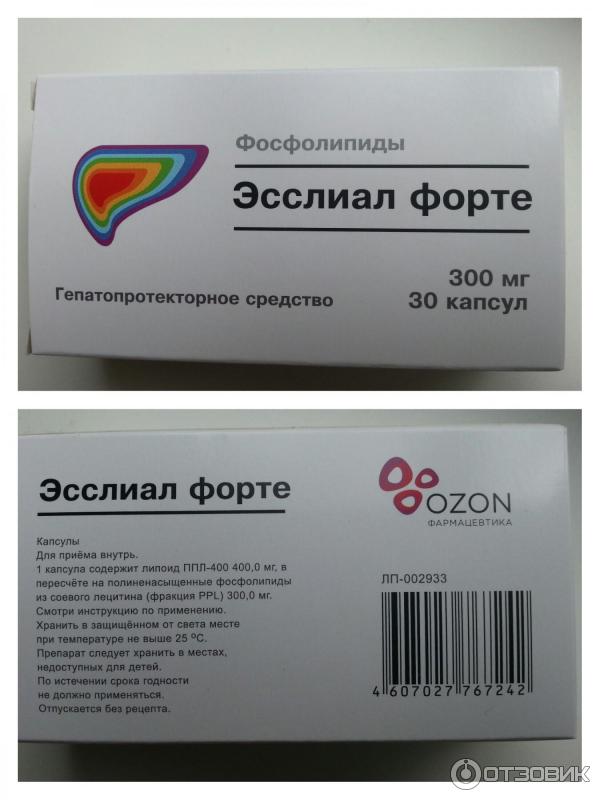 Фосфолипиды
Эсслиал форте
300 мг
30 капсул
Гепатопротекторное средство
Эсслиал форте
Капсулы
Для приёма внутрь.
1 капсула содержит липоид ППЛ-400 400,0 мг, в
пересчёте на полиненасыщенные фосфолипиды
из соевого лецитина (фракция PPL) 300,0 мг.
Смотри инструкцию по применению.
Хранить в защищённом от света месте
при температуре не выше 25 ºС.
Препарат следует хранить в местах,
недоступных для детей.
По истечении срока годности
не должно применяться.
Отпускается без рецепта.
OZON
ФАРМАЦЕВТИКА
ЛП-002933
4 607027 767242
ОТЗОВИК